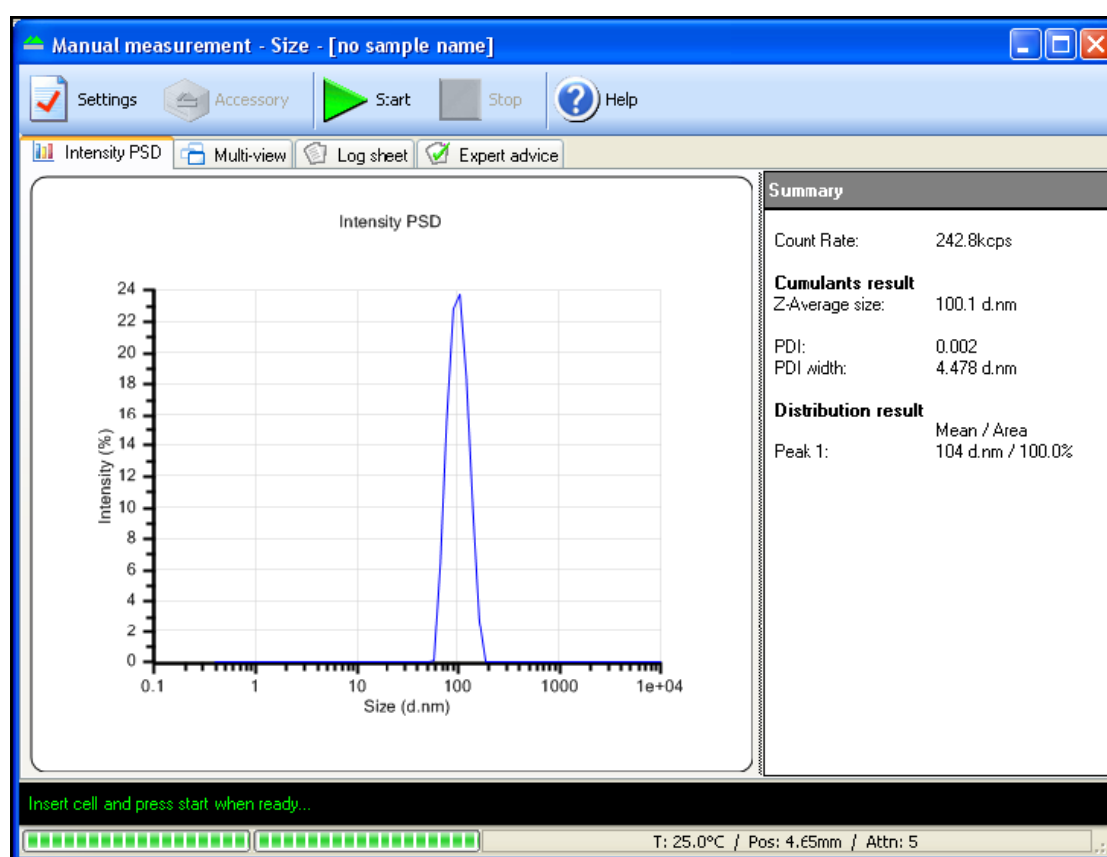 Manual measurement - Size - [no sample name]
Settings Accessory Start Stop Help
Intensity PSD Multi-view Log sheet Expert advice
Intensity PSD
24
22
20
18
16
14
12
10
8
6
4
2
0
Intensity (%)
0.1 1 10 100 1000 1e+04
Size (d.nm)
Summary
Count Rate: 242.8kcps
Cumulants result
Z-Average size: 100.1 d.nm
PDI: 0.002
PDI width: 4.478 d.nm
Distribution result
Mean / Area
Peak 1: 104 d.nm / 100.0%
Insert cell and press start when ready...
T: 25.0°C / Pos: 4.65mm / Attn: 5